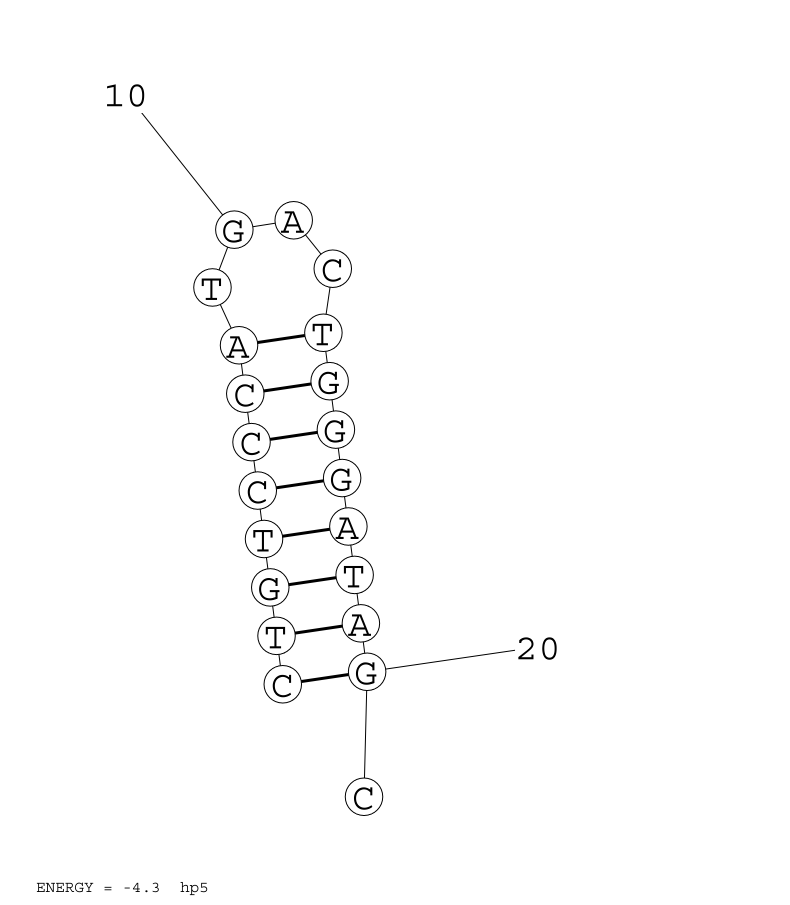 10
G A
T C
A T
C G
C G
C G
T A
G T
T A
C G 20
C
ENERGY = -4.3 hp5